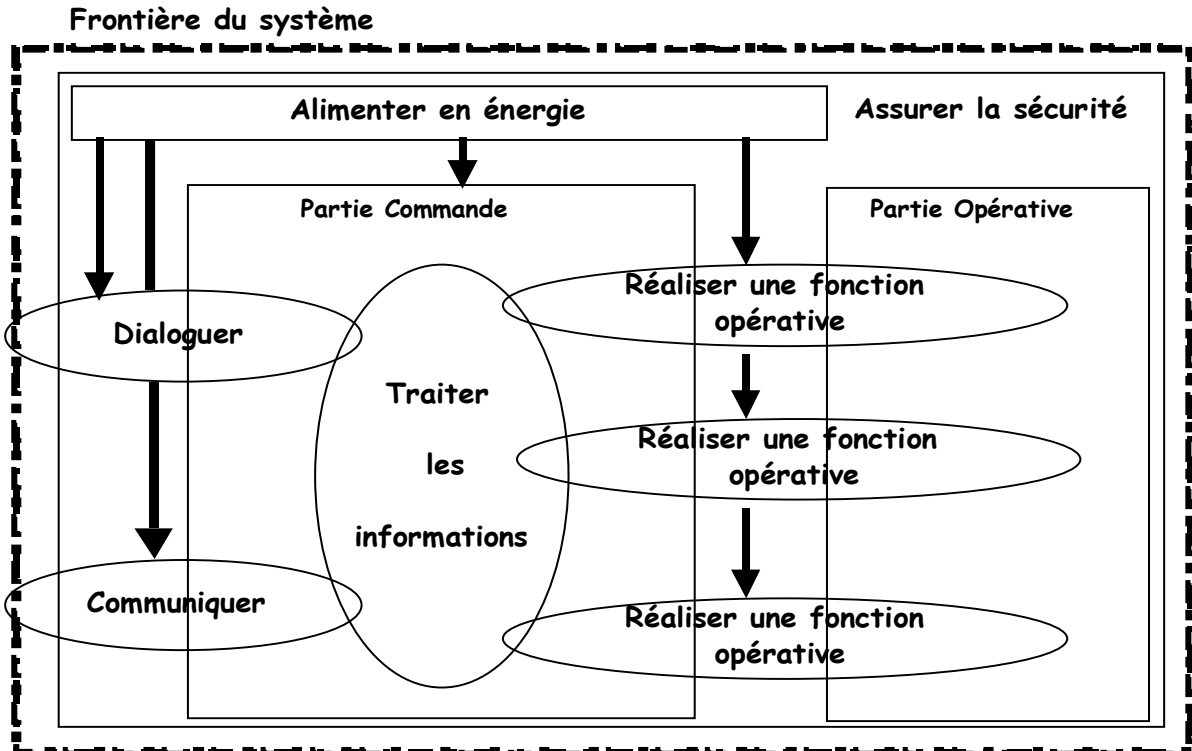 Frontière du système
Alimenter en énergie
Assurer la sécurité
Partie Commande
Partie Opérative
Réaliser une fonction
opérative
Dialoguer
Traiter
les
informations
Réaliser une fonction
opérative
Communiquer
Réaliser une fonction
opérative